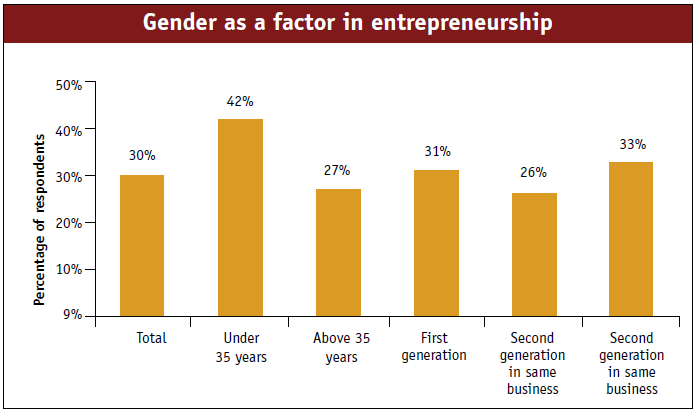 Gender as a factor in entrepreneurship
Percentage of respondents
50%
40%
30%
20%
10%
9%
30%
42%
27%
31%
26%
33%
Total
Under
35 years
Above 35
years
First
generation
Second
generation
in same
business
Second
generation
in same
business